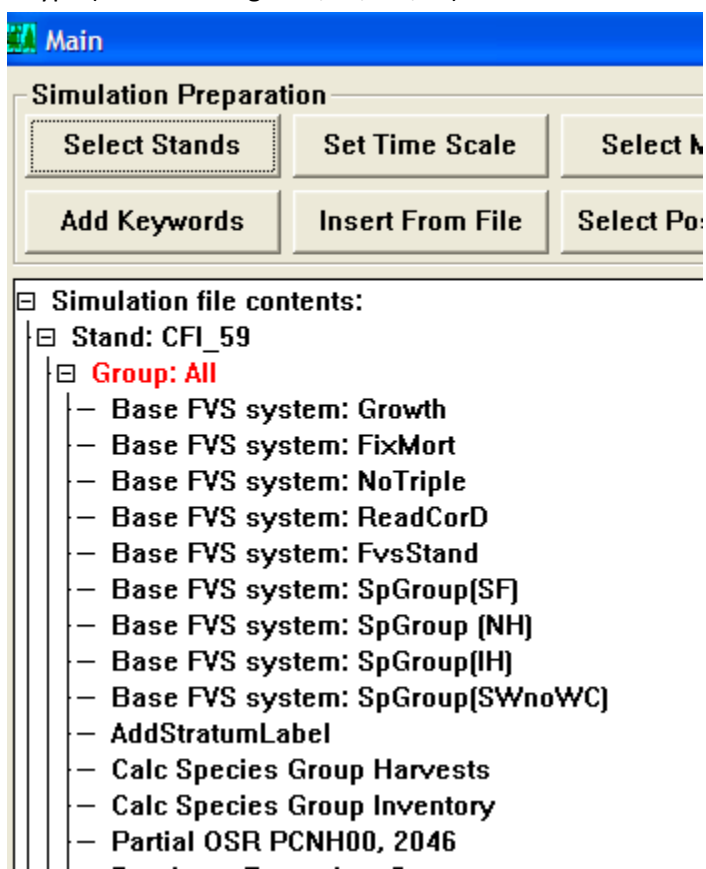 Main
Simulation Preparation
Select Stands Set Time Scale Select
Add Keywords Insert From File Select
Simulation file contents:
Stand: CFI_59
Group: All
Base FVS system: Growth
Base FVS system: FixMort
Base FVS system: NoTriple
Base FVS system: ReadCorD
Base FVS system: FvsStand
Base FVS system: SpGroup(SF)
Base FVS system: SpGroup (NH)
Base FVS system: SpGroup(IH)
Base FVS system: SpGroup(SWnoWC)
AddStratumLabel
Calc Species Group Harvests
Calc Species Group Inventory
Partial OSR PCNH00, 2046